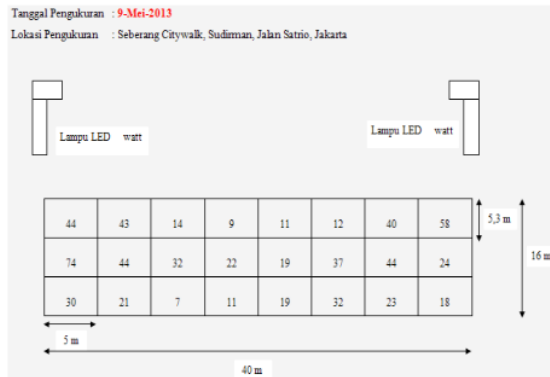 Tanggal Pengukuran : 9-Mei-2013
Lokasi Pengukuran : Seberang Citywalk, Sudirman, Jalan Satrio, Jakarta
Lampu LED watt
Lampu LED watt
44 43 14 9 11 12 40 58
5,3 m
74 44 32 22 19 37 44 24
16 m
30 21 7 11 19 32 23 18
5 m
40 m